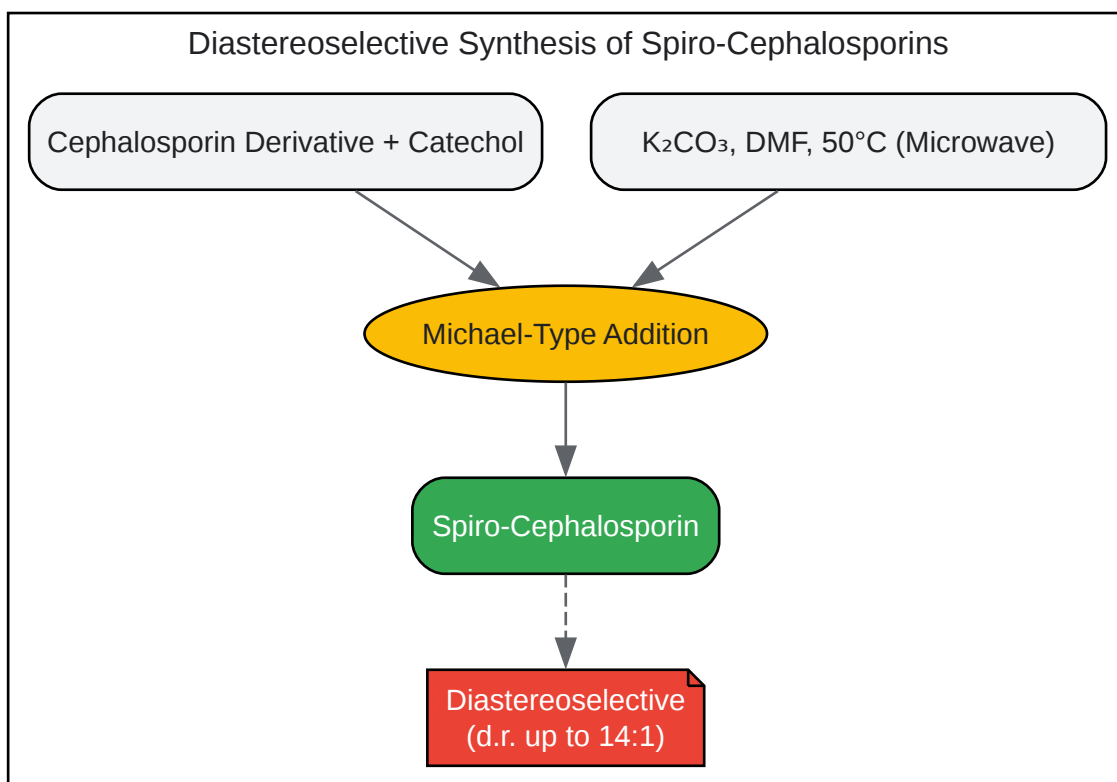 Diastereoselective Synthesis of Spiro-Cephalosporins
Cephalosporin Derivative + Catechol
K₂CO₃, DMF, 50°C (Microwave)
Michael-Type Addition
Spiro-Cephalosporin
Diastereoselective
(d.r. up to 14:1)